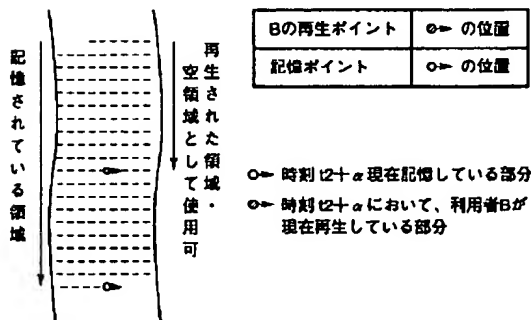 記憶されている領域
再生された領域・
空領域として使用可
Bの再生ポイント
の位置
記憶ポイント
の位置
時刻t2+α現在記憶している部分
時刻t2+αにおいて、利用者Bが
現在再生している部分